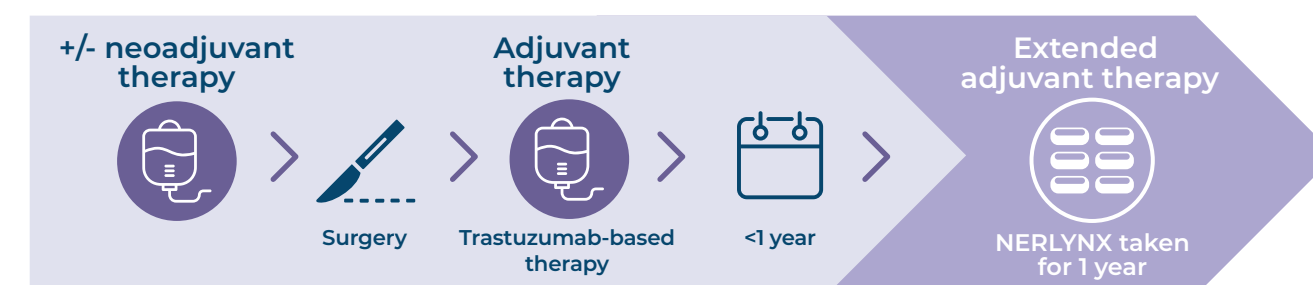 +/- neoadjuvant
therapy
Surgery
Adjuvant
therapy
Trastuzumab-based
therapy
<1 year
Extended
adjuvant therapy
NERLYNX taken
for 1 year